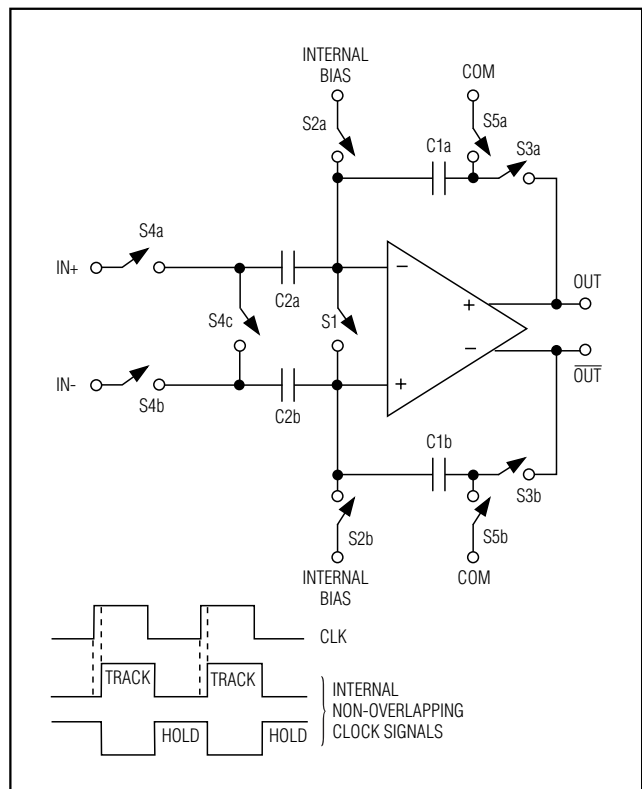 INTERNAL
BIAS
COM
S2a
S5a
C1a
S3a
S4a
IN+
−
C2a
+
OUT
S4c
S1
−
OUT
IN-
+
S4b
C2b
C1b
S3b
S2b
S5b
INTERNAL
BIAS
COM
CLK
TRACK
TRACK
INTERNAL
NON-OVERLAPPING
CLOCK SIGNALS
HOLD
HOLD